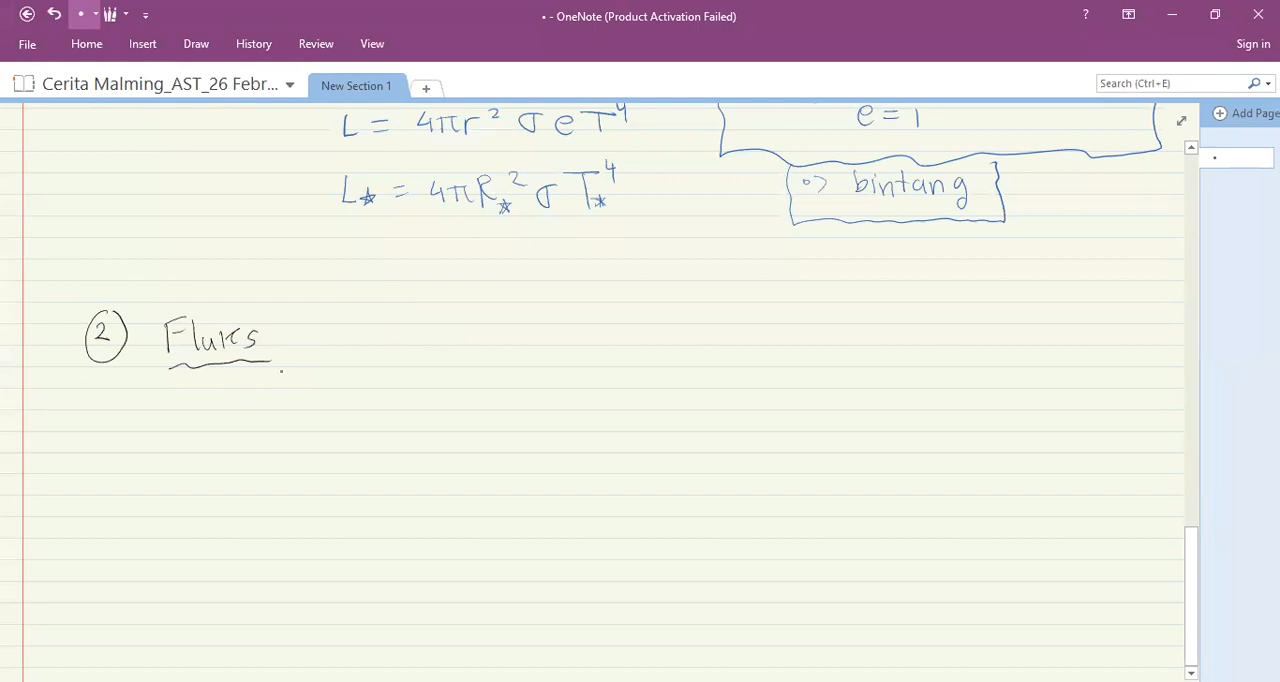 • - OneNote (Product Activation Failed)
File Home Insert Draw History Review View Sign in
Cerita Malming_AST_26 Febr... New Section 1 Search (Ctrl+E)
Add Page
L = 4πr² σ e T⁴
e = 1
L★ = 4πR★² σ T★⁴
bintang
② Fluks